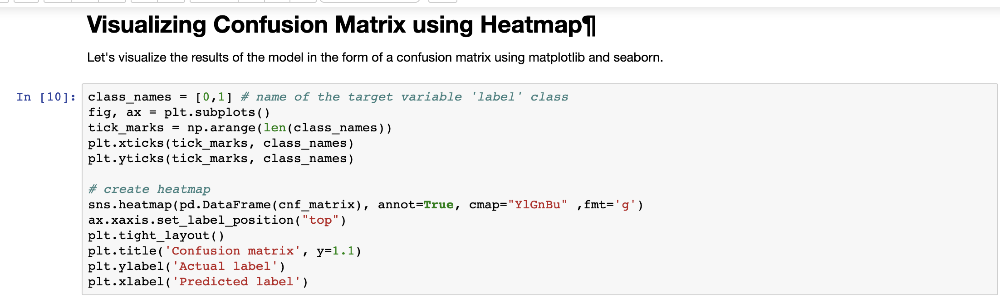 Visualizing Confusion Matrix using Heatmap¶
Let's visualize the results of the model in the form of a confusion matrix using matplotlib and seaborn.
In [10]:
class_names = [0,1] # name of the target variable 'label' class
fig, ax = plt.subplots()
tick_marks = np.arange(len(class_names))
plt.xticks(tick_marks, class_names)
plt.yticks(tick_marks, class_names)
# create heatmap
sns.heatmap(pd.DataFrame(cnf_matrix), annot=True, cmap="YlGnBu" ,fmt='g')
ax.xaxis.set_label_position("top")
plt.tight_layout()
plt.title('Confusion matrix', y=1.1)
plt.ylabel('Actual label')
plt.xlabel('Predicted label')